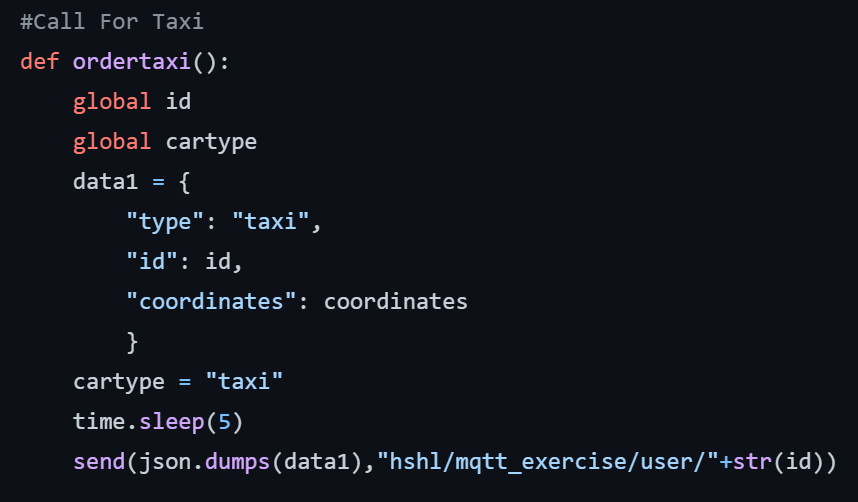 #Call For Taxi
def ordertaxi():
    global id
    global cartype
    data1 = {
        "type": "taxi",
        "id": id,
        "coordinates": coordinates
        }
    cartype = "taxi"
    time.sleep(5)
    send(json.dumps(data1),"hshl/mqtt_exercise/user/"+str(id))